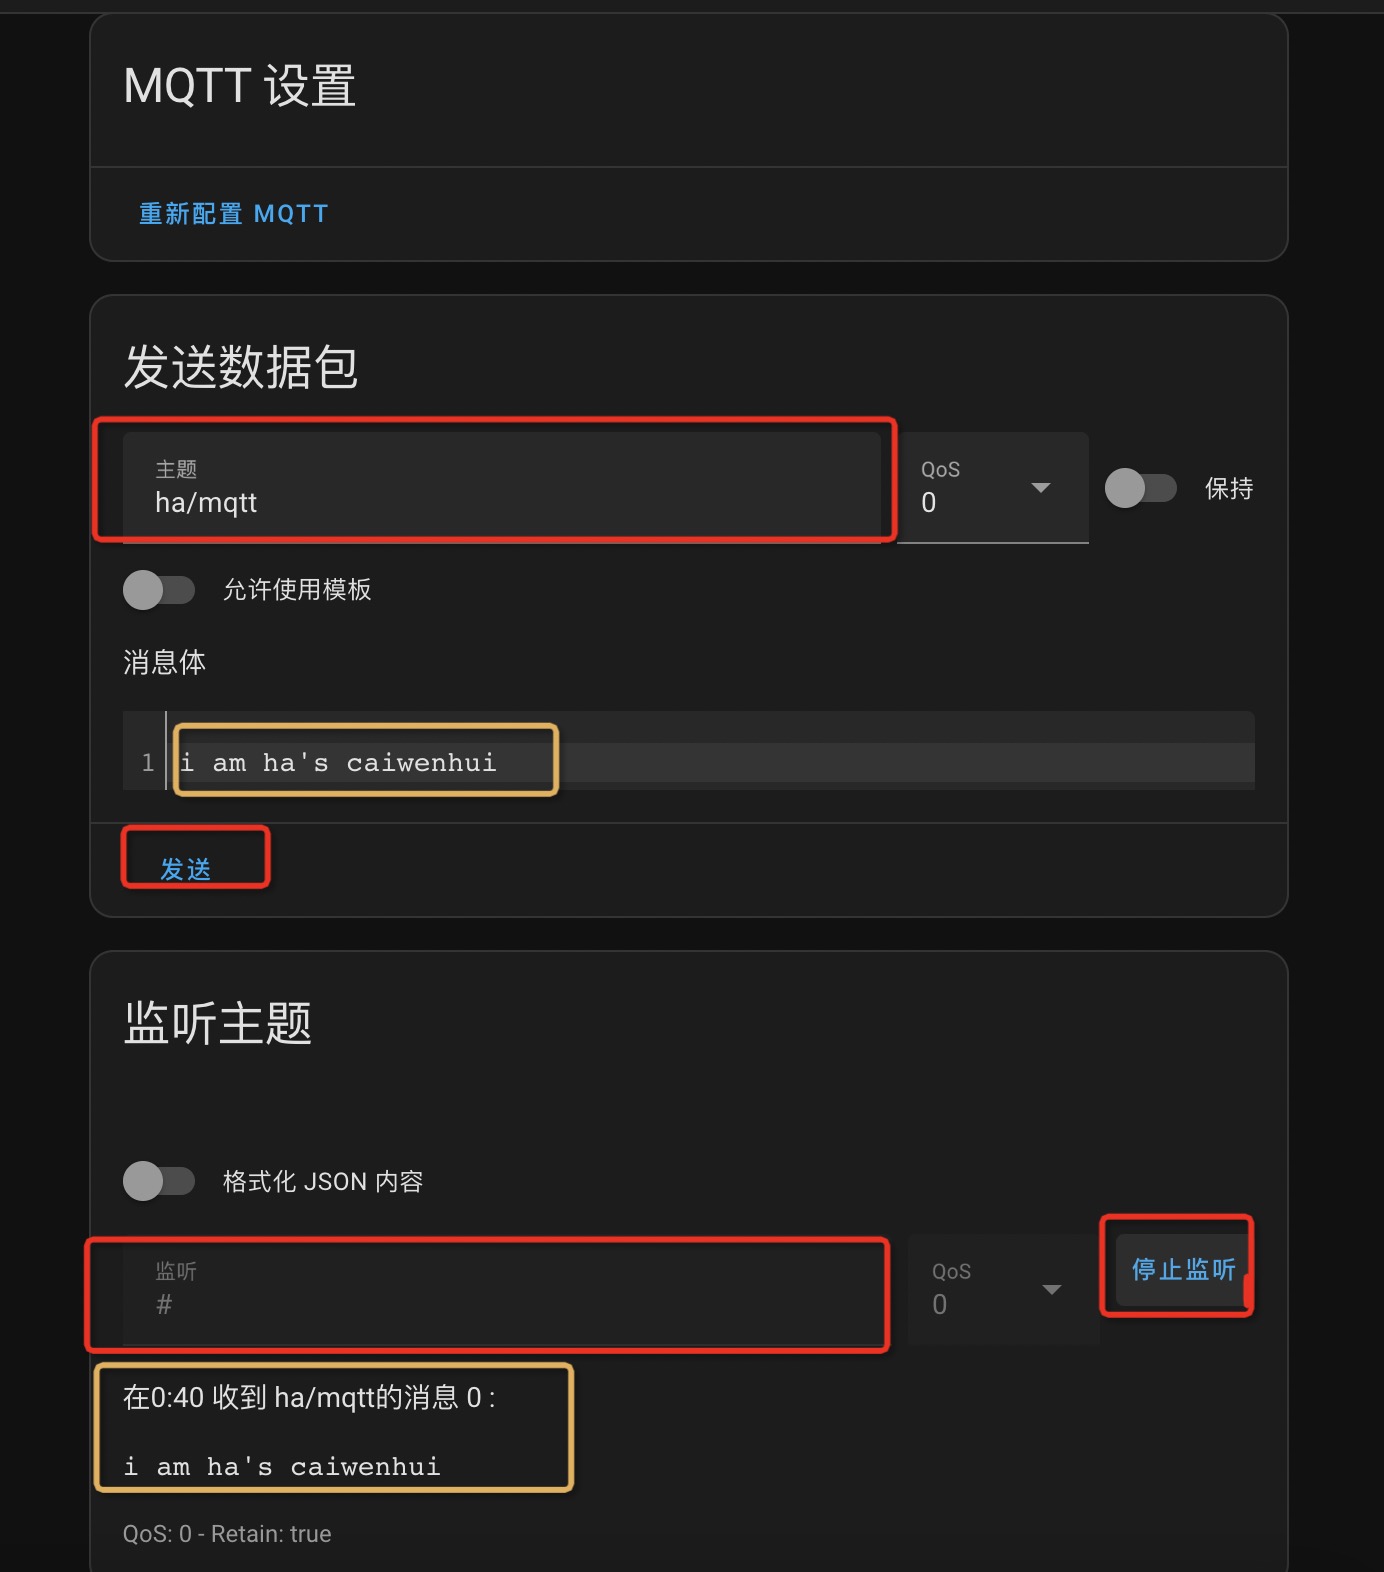 MQTT 设置
重新配置 MQTT
发送数据包
主题
ha/mqtt
QoS
0
保持
允许使用模板
消息体
1 i am ha's caiwenhui
发送
监听主题
格式化 JSON 内容
监听
#
QoS
0
停止监听
在0:40 收到 ha/mqtt的消息 0 :
i am ha's caiwenhui
QoS: 0 - Retain: true